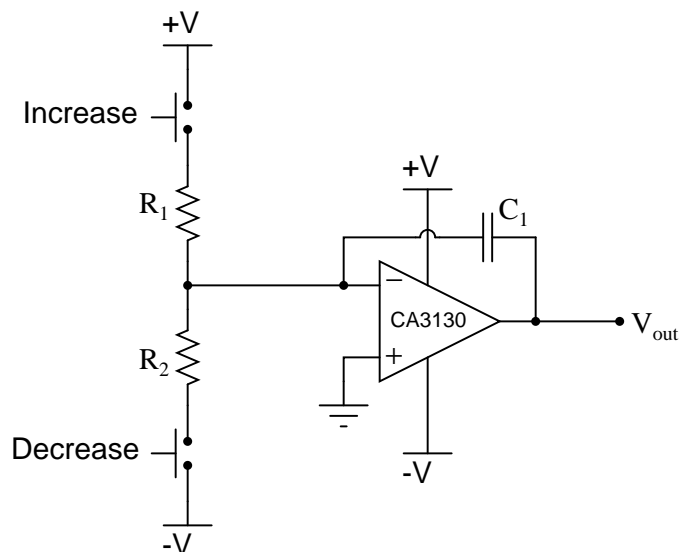 +V
Increase
R1
+V
C1
−
CA3130
+
Vout
R2
Decrease
-V
-V